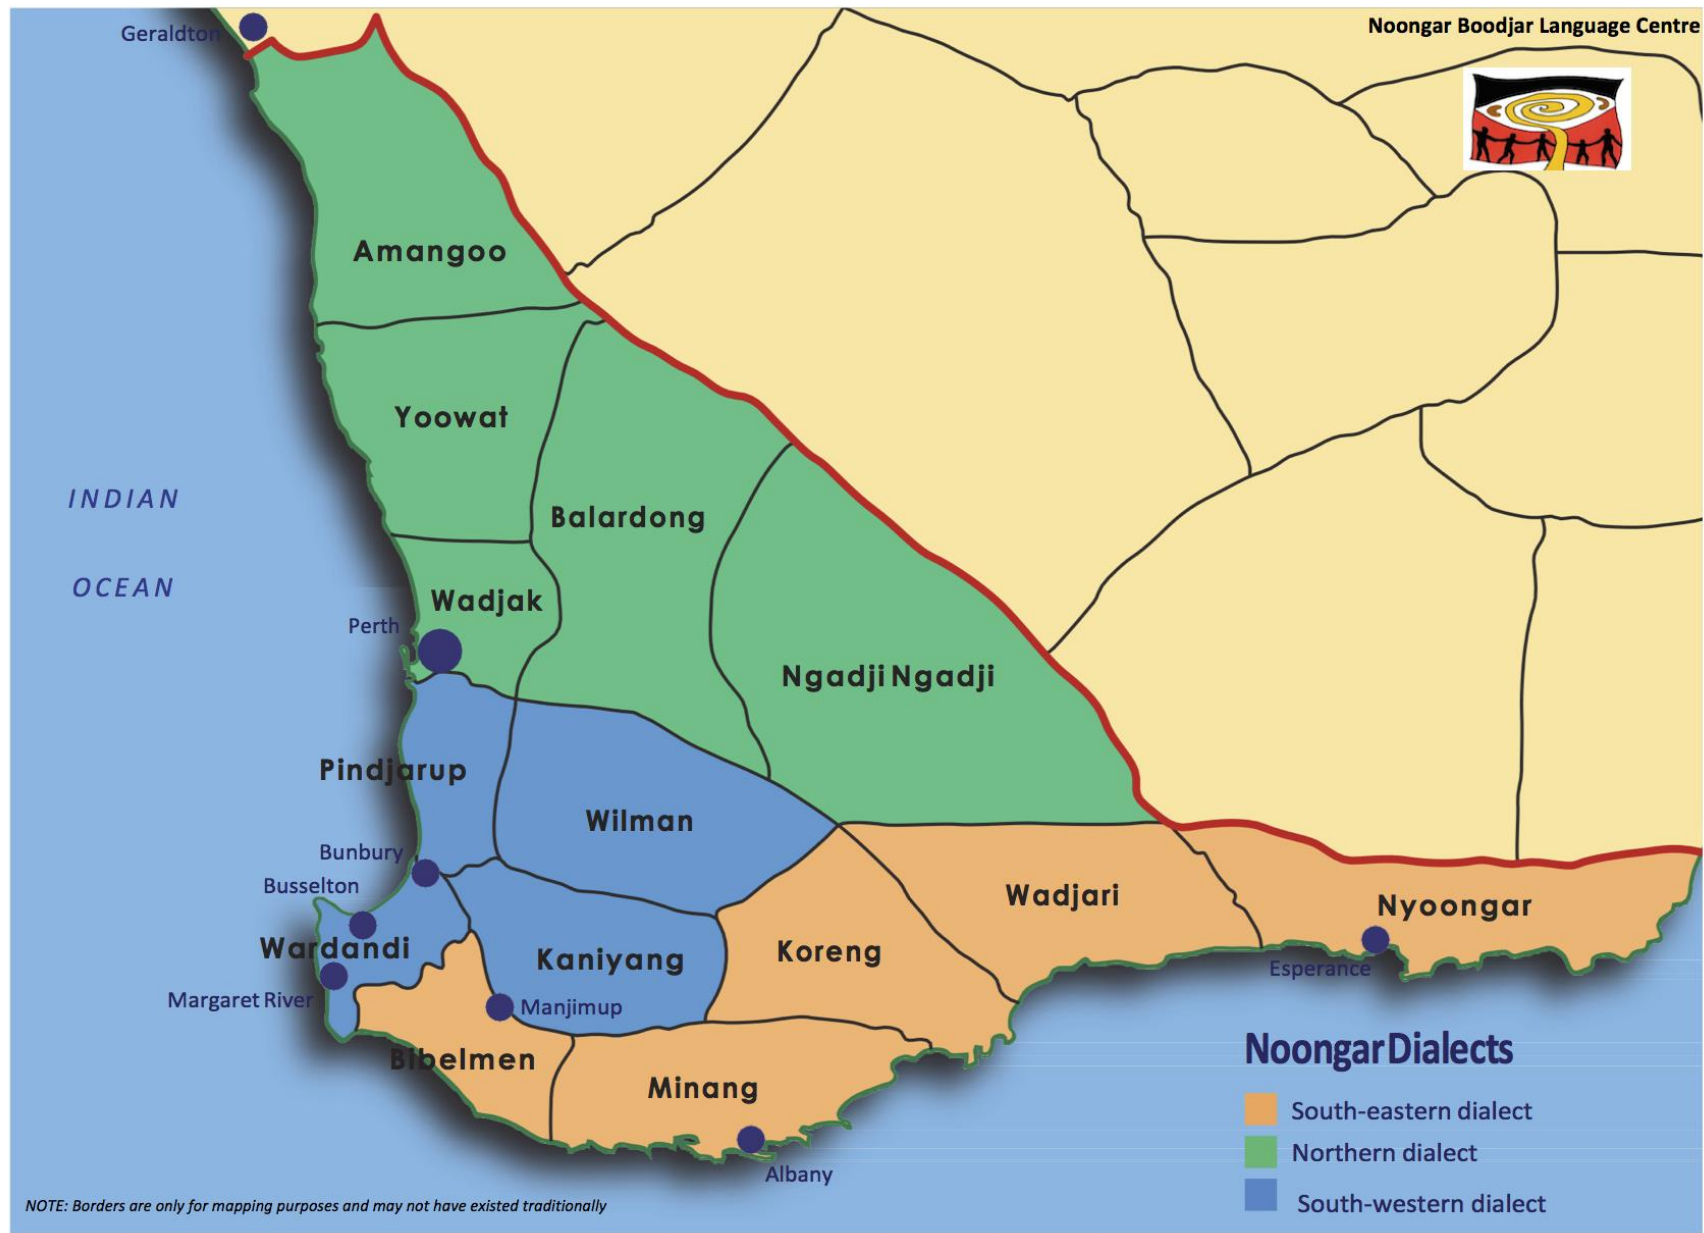 Noongar Boodjar Language Centre
Geraldton
Amangoo
Yoowat
INDIAN
OCEAN
Balardong
Wadjak
Perth
Ngadji Ngadji
Pindjarup
Wilman
Bunbury
Busselton
Wardandi
Margaret River
Kaniyang
Manjimup
Koreng
Wadjari
Nyoongar
Esperance
Bibelmen
Minang
Albany
Noongar Dialects
South-eastern dialect
Northern dialect
South-western dialect
NOTE: Borders are only for mapping purposes and may not have existed traditionally